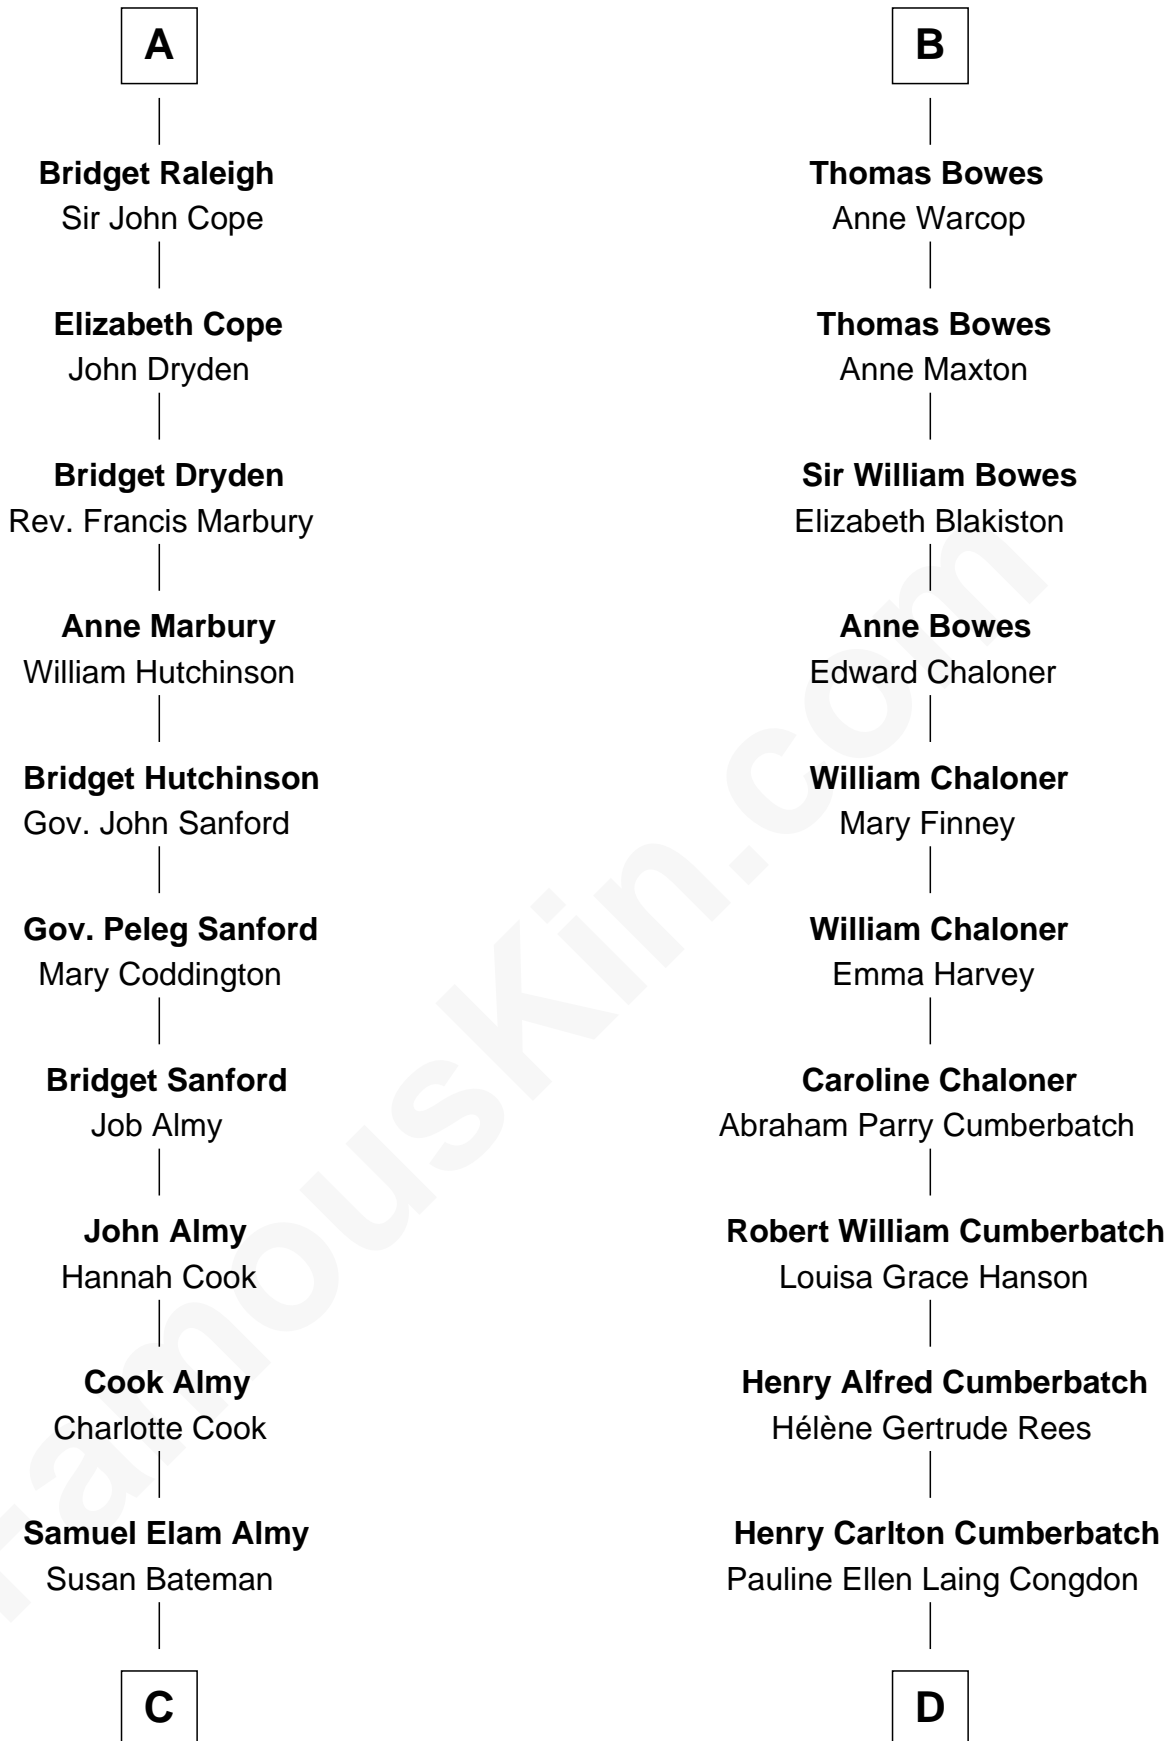 A
Bridget Raleigh
Sir John Cope
Elizabeth Cope
John Dryden
Bridget Dryden
Rev. Francis Marbury
Anne Marbury
William Hutchinson
Bridget Hutchinson
Gov. John Sanford
Gov. Peleg Sanford
Mary Coddington
Bridget Sanford
Job Almy
John Almy
Hannah Cook
Cook Almy
Charlotte Cook
Samuel Elam Almy
Susan Bateman
C
B
Thomas Bowes
Anne Warcop
Thomas Bowes
Anne Maxton
Sir William Bowes
Elizabeth Blakiston
Anne Bowes
Edward Chaloner
William Chaloner
Mary Finney
William Chaloner
Emma Harvey
Caroline Chaloner
Abraham Parry Cumberbatch
Robert William Cumberbatch
Louisa Grace Hanson
Henry Alfred Cumberbatch
Hélène Gertrude Rees
Henry Carlton Cumberbatch
Pauline Ellen Laing Congdon
D
FamousKin.com